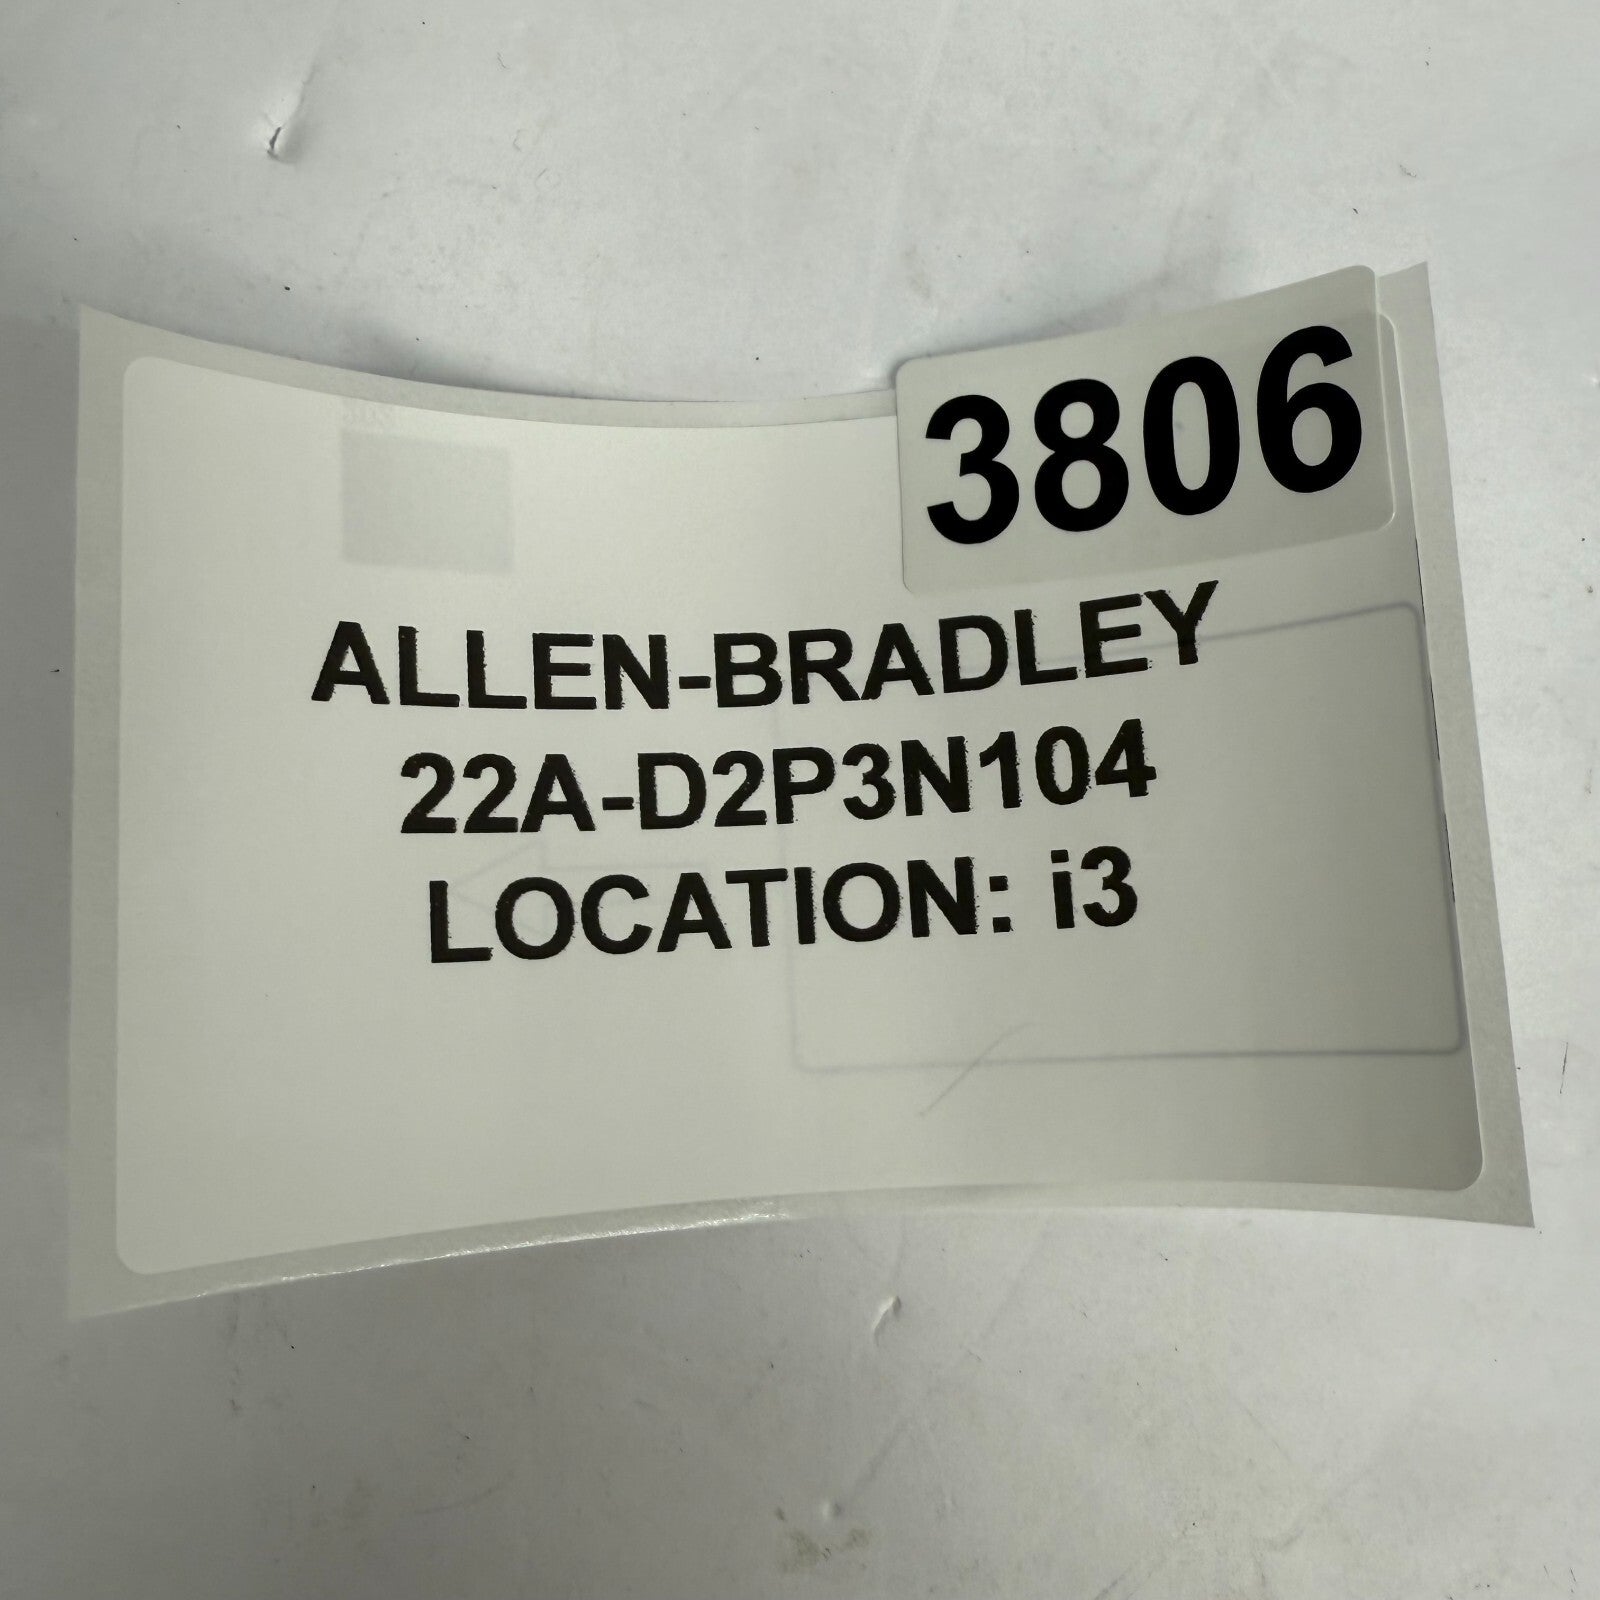 3806
ALLEN-BRADLEY
22A-D2P3N104
LOCATION: i3